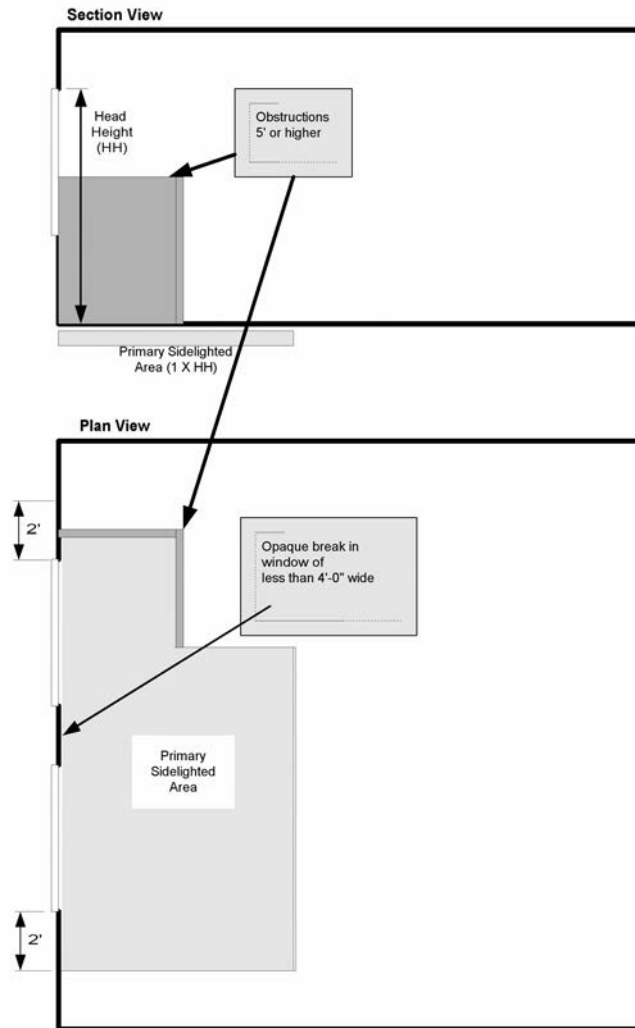 Section View
Head
Height
(HH)
Obstructions
5' or higher
Primary Sidelighted
Area (1 X HH)
Plan View
2'
Opaque break in
window of
less than 4'-0" wide
Primary
Sidelighted
Area
2'